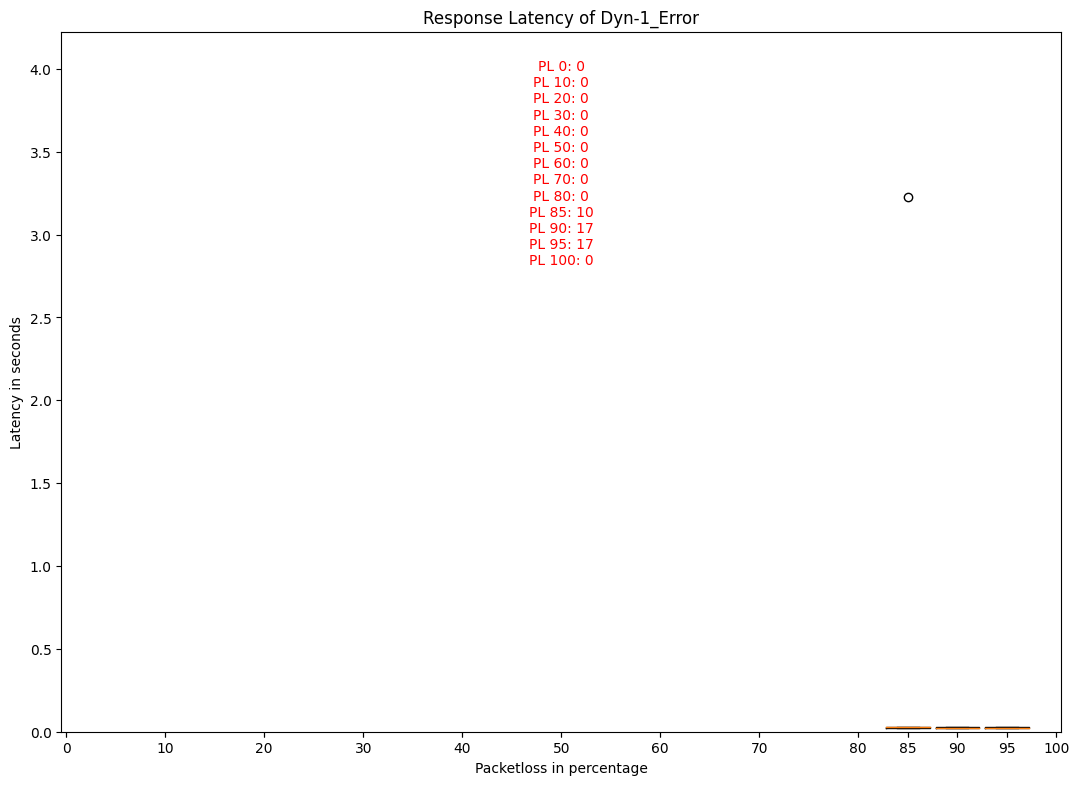 Response Latency of Dyn-1_Error
PL 0: 0
PL 10: 0
PL 20: 0
PL 30: 0
PL 40: 0
PL 50: 0
PL 60: 0
PL 70: 0
PL 80: 0
PL 85: 10
PL 90: 17
PL 95: 17
PL 100: 0
Latency in seconds
4.0
3.5
3.0
2.5
2.0
1.5
1.0
0.5
0.0
0 10 20 30 40 50 60 70 80 85 90 95 100
Packetloss in percentage